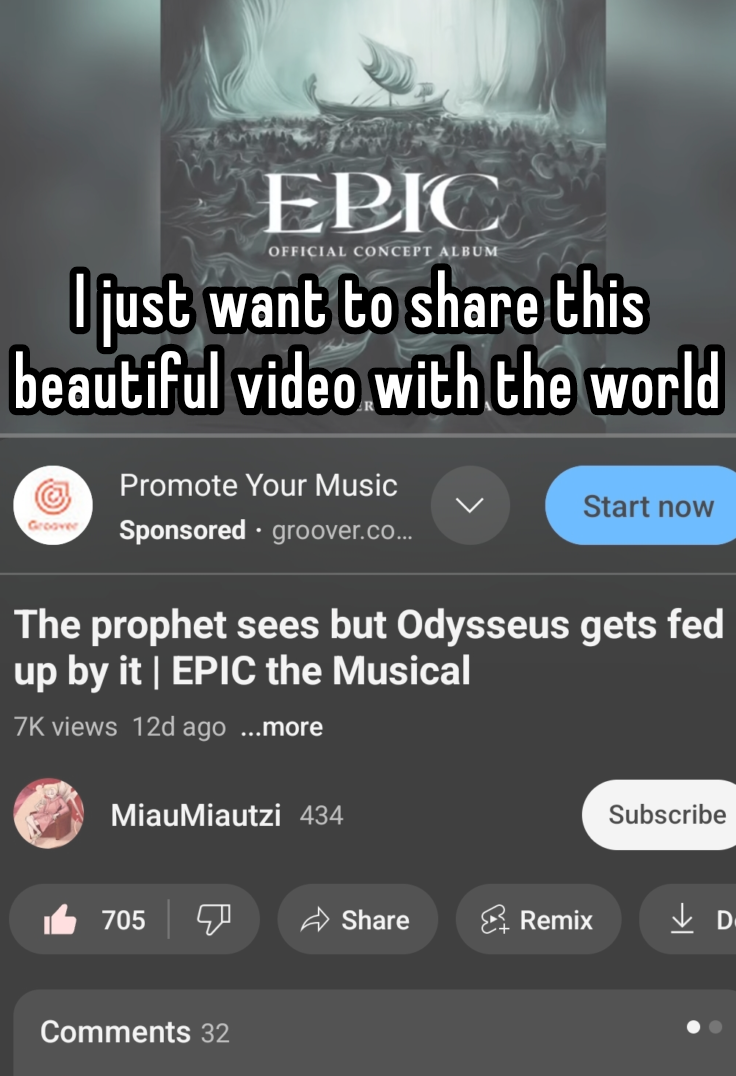 EPIC
OFFICIAL CONCEPT ALBUM
I just want to share this
beautiful video with the world
Groover
Promote Your Music
Sponsored · groover.co...
Start now
The prophet sees but Odysseus gets fed
up by it | EPIC the Musical
7K views 12d ago ...more
MiauMiautzi 434
Subscribe
705
Share
Remix
Comments 32